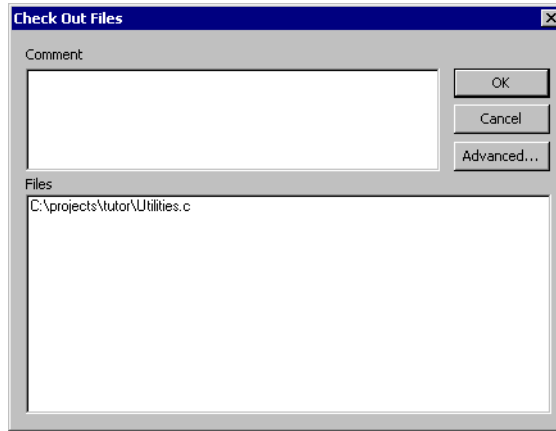 Check Out Files
Comment
OK
Cancel
Advanced...
Files
C:\projects\tutor\Utilities.c